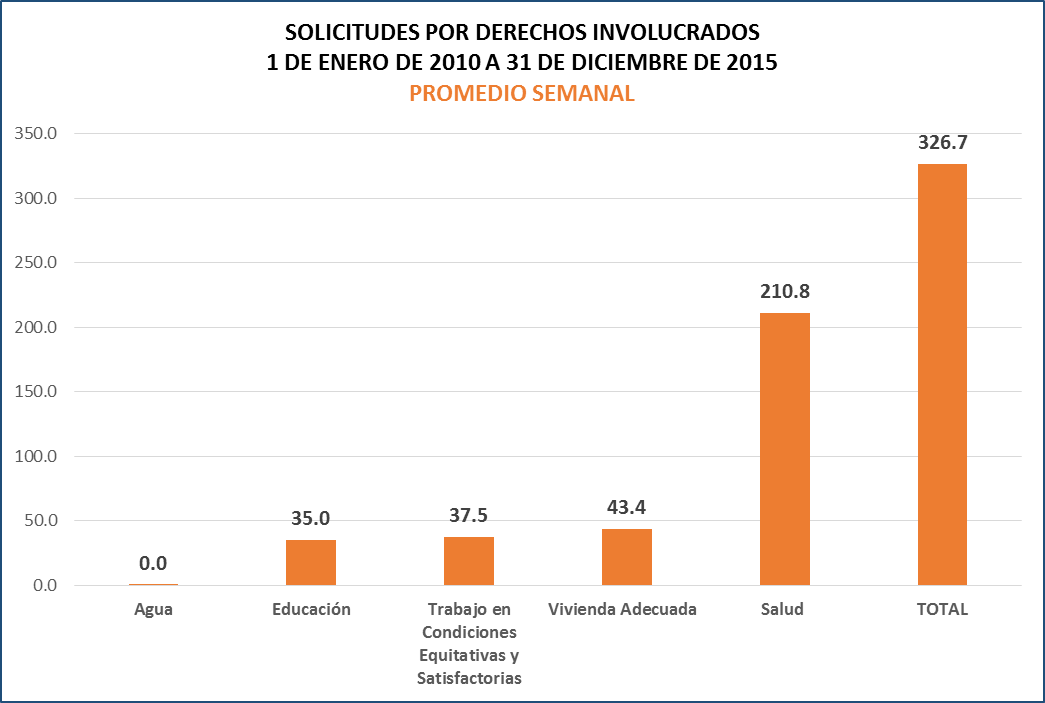 SOLICITUDES POR DERECHOS INVOLUCRADOS
1 DE ENERO DE 2010 A 31 DE DICIEMBRE DE 2015
PROMEDIO SEMANAL
350.0
300.0
250.0
200.0
150.0
100.0
50.0
0.0
0.0
35.0
37.5
43.4
210.8
326.7
Agua
Educación
Trabajo en
Condiciones
Equitativas y
Satisfactorias
Vivienda Adecuada
Salud
TOTAL